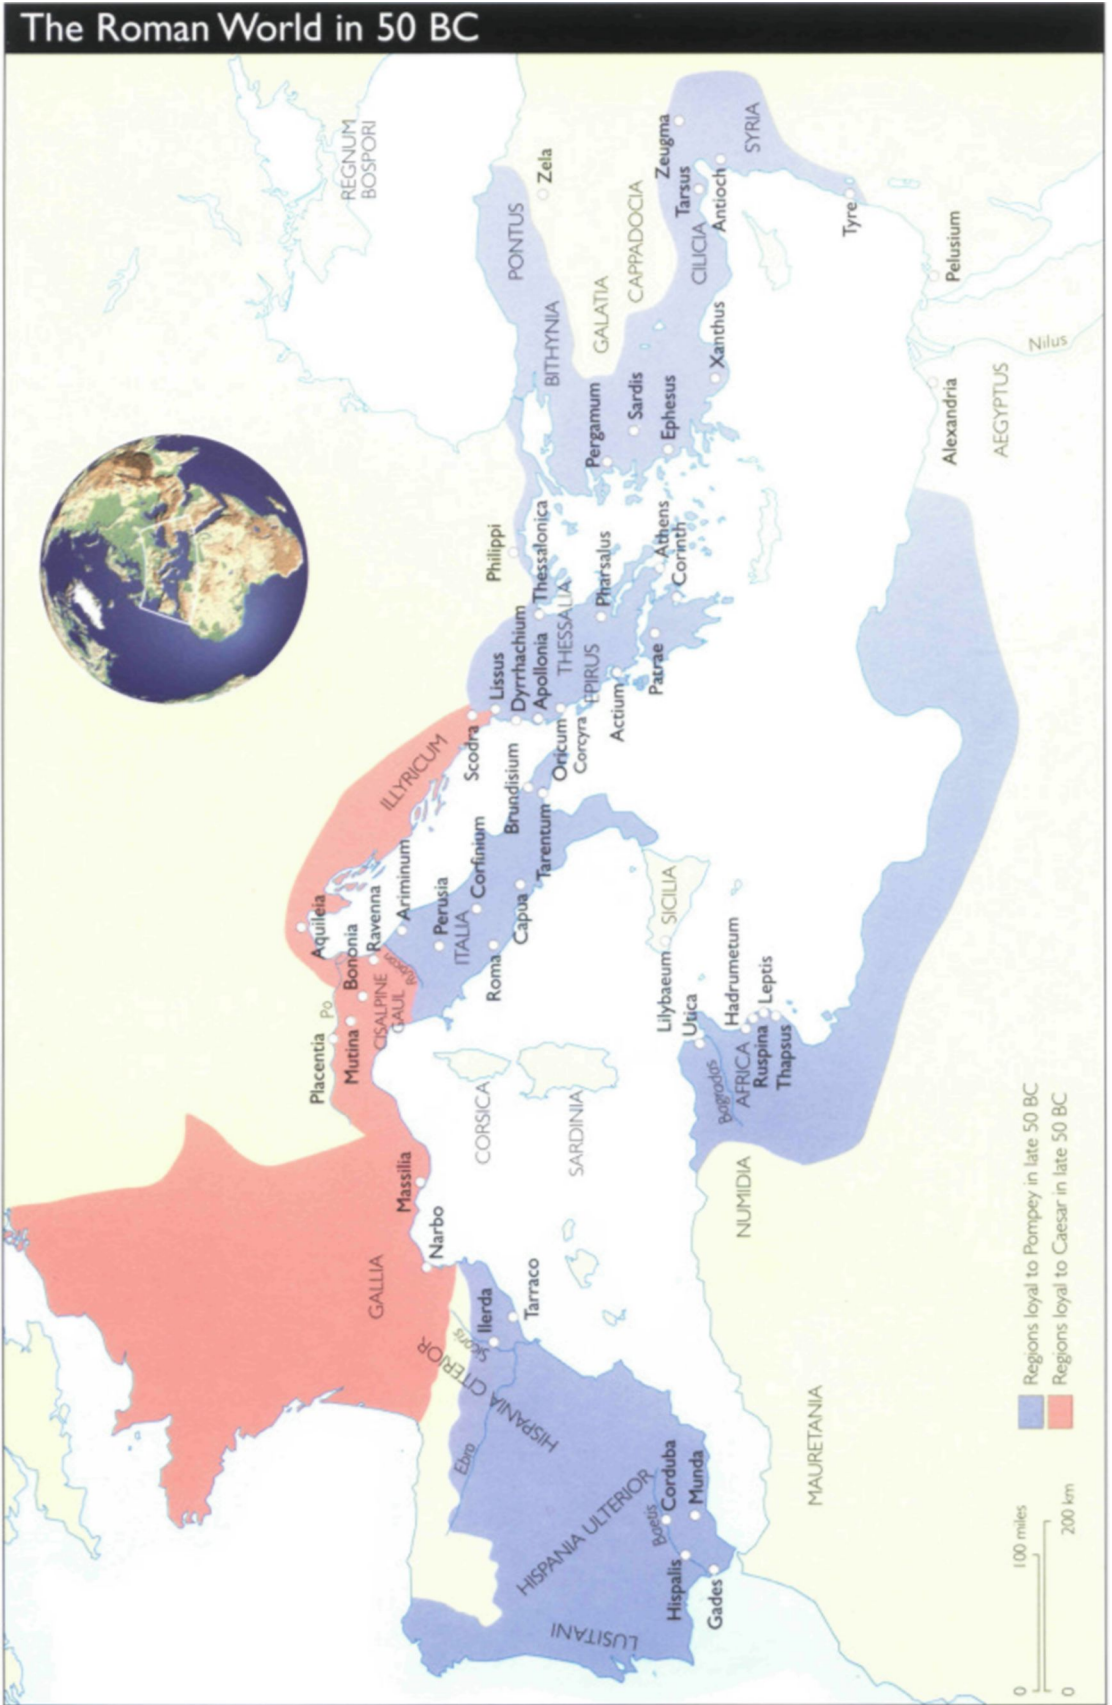 The Roman World in 50 BC
REGNUM
BOSPORI
PONTUS
Zela
BITHYNIA
GALATIA
CAPPADOCIA
Zeugma
Tarsus
CILICIA
Antioch
SYRIA
Tyre
Pelusium
Nilus
Alexandria
AEGYPTUS
Xanthus
Pergamum
Sardis
Ephesus
Philippi
Thessalonica
THESSALIA
Pharsalus
Athens
Corinth
Patrae
Actium
EPIRUS
Lissus
Dyrrhachium
Apollonia
Oricum
Corcyra
Scodra
ILLYRICUM
Brundisium
Tarentum
Aquileia
Ravenna
Ariminum
Bononia
Perusia
Corfinium
ITALIA
Capua
Roma
Rubicon
CISALPINE
GAUL
Po
Placentia
Mutina
SICILIA
Lilybaeum
Utica
Hadrumetum
Leptis
Ruspina
Thapsus
AFRICA
Bagradas
CORSICA
SARDINIA
NUMIDIA
Massilia
Narbo
GALLIA
Ilerda
Tarraco
Sicoris
HISPANIA CITERIOR
Ebro
HISPANIA ULTERIOR
Baetis
Corduba
Munda
Hispalis
Gades
LUSITANI
MAURETANIA
Regions loyal to Pompey in late 50 BC
Regions loyal to Caesar in late 50 BC
0 100 miles
0 200 km